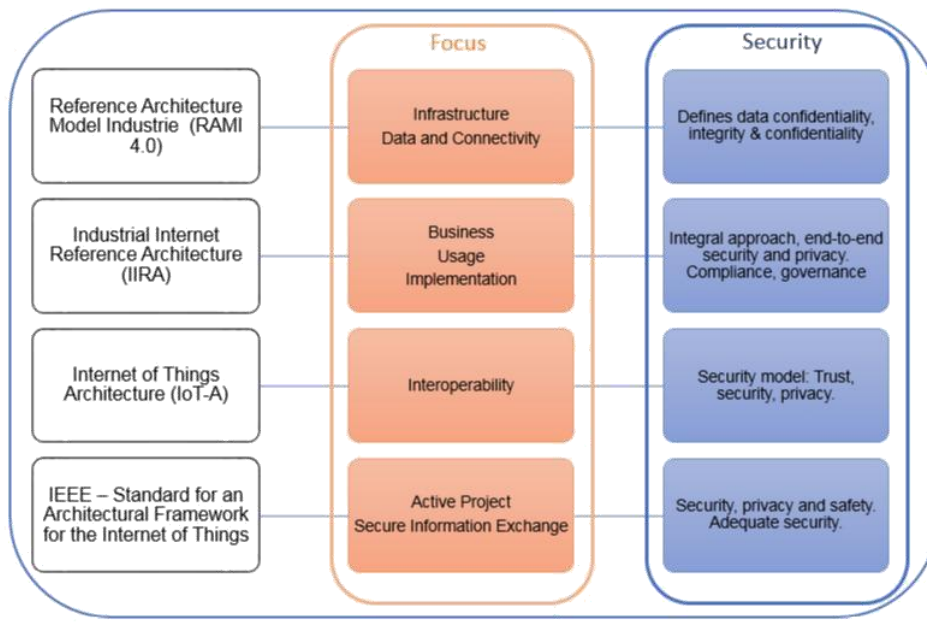 Focus
Security
Reference Architecture
Model Industrie (RAMI
4.0)
Infrastructure
Data and Connectivity
Defines data confidentiality,
integrity & confidentiality
Industrial Internet
Reference Architecture
(IIRA)
Business
Usage
Implementation
Integral approach, end-to-end
security and privacy.
Compliance, governance
Internet of Things
Architecture (IoT-A)
Interoperability
Security model: Trust,
security, privacy.
IEEE – Standard for an
Architectural Framework
for the Internet of Things
Active Project
Secure Information Exchange
Security, privacy and safety.
Adequate security.